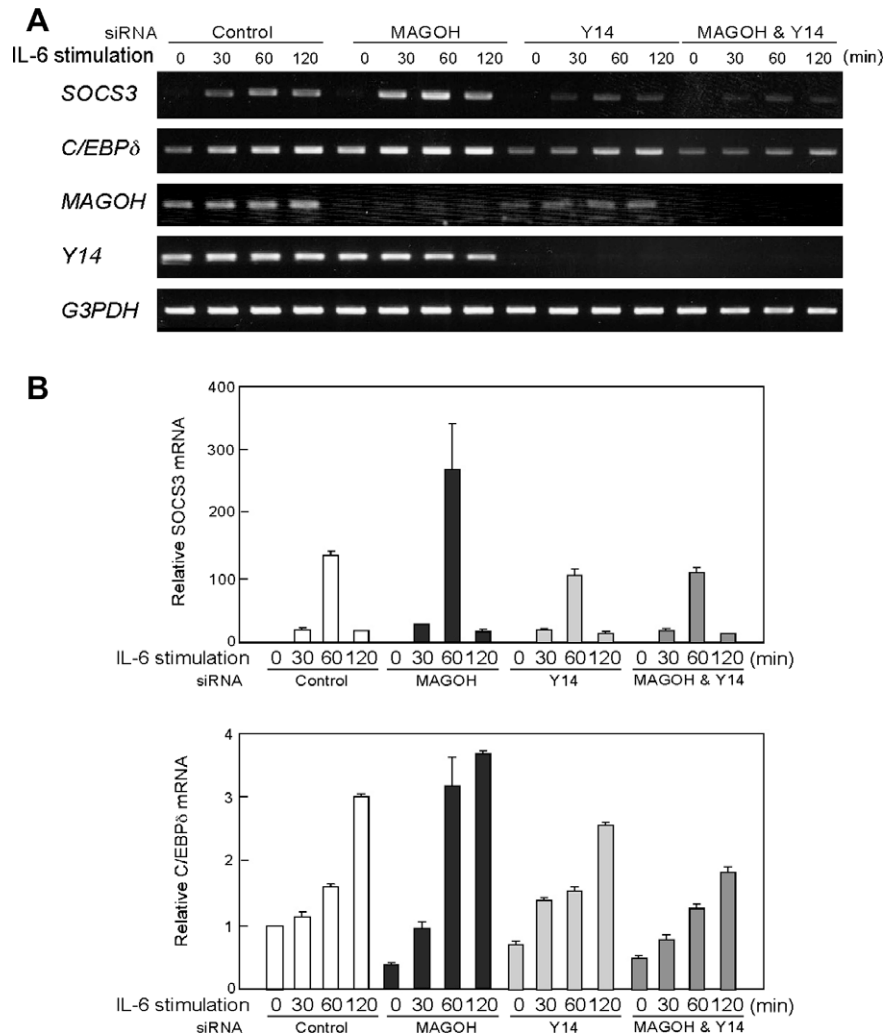 A
siRNA Control MAGOH Y14 MAGOH & Y14
IL-6 stimulation 0 30 60 120 0 30 60 120 0 30 60 120 0 30 60 120 (min)
SOCS3
C/EBPδ
MAGOH
Y14
G3PDH
B
Relative SOCS3 mRNA
400
300
200
100
0
IL-6 stimulation 0 30 60 120 0 30 60 120 0 30 60 120 0 30 60 120 (min)
siRNA Control MAGOH Y14 MAGOH & Y14
Relative C/EBPδ mRNA
4
3
2
1
0
IL-6 stimulation 0 30 60 120 0 30 60 120 0 30 60 120 0 30 60 120 (min)
siRNA Control MAGOH Y14 MAGOH & Y14